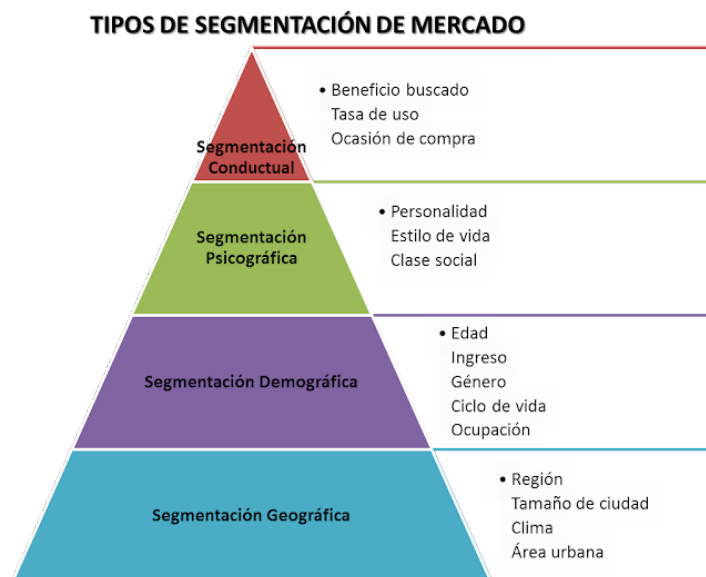 TIPOS DE SEGMENTACIÓN DE MERCADO
Segmentación
Conductual
• Beneficio buscado
Tasa de uso
Ocasión de compra
Segmentación
Psicográfica
• Personalidad
Estilo de vida
Clase social
Segmentación Demográfica
• Edad
Ingreso
Género
Ciclo de vida
Ocupación
Segmentación Geográfica
• Región
Tamaño de ciudad
Clima
Área urbana